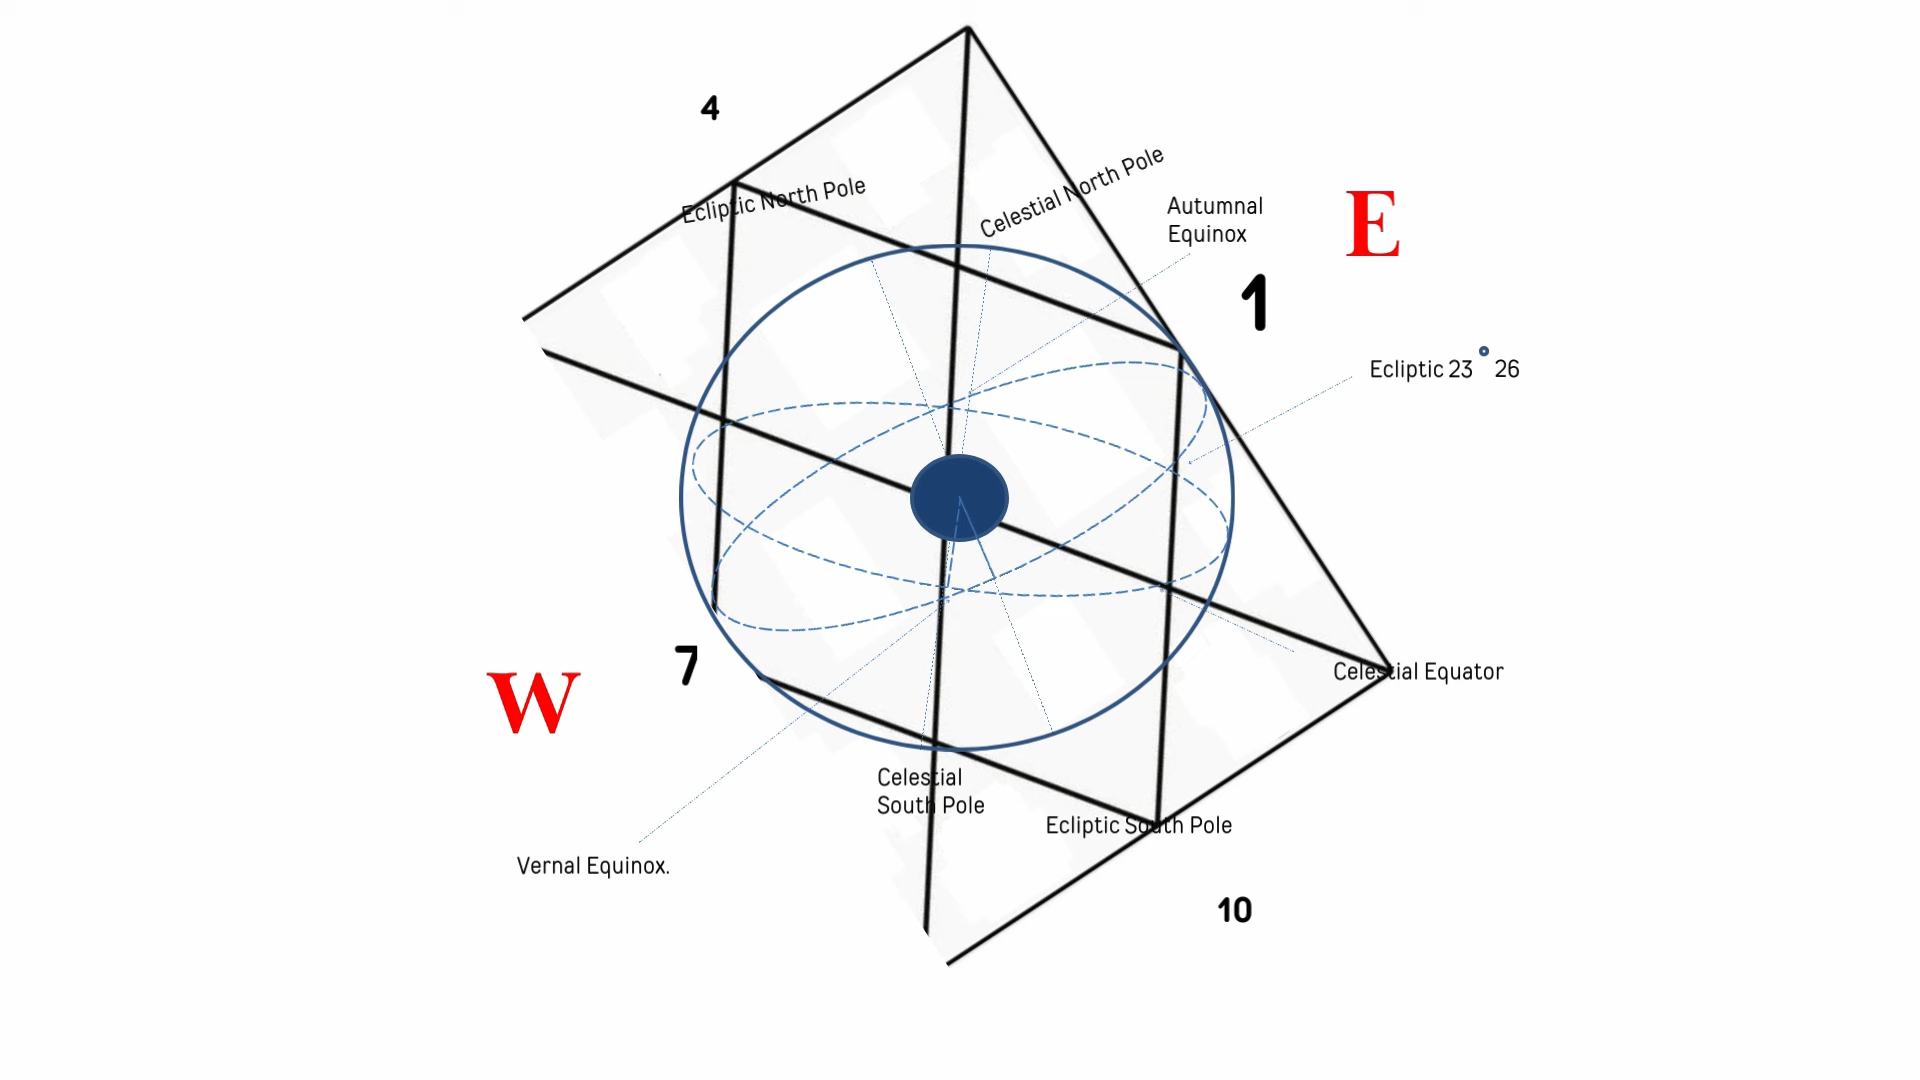 4
Ecliptic North Pole
Celestial North Pole
Autumnal
Equinox
E
1
Ecliptic 23° 26
7
W
Celestial Equator
Celestial
South Pole
Ecliptic South Pole
Vernal Equinox.
10